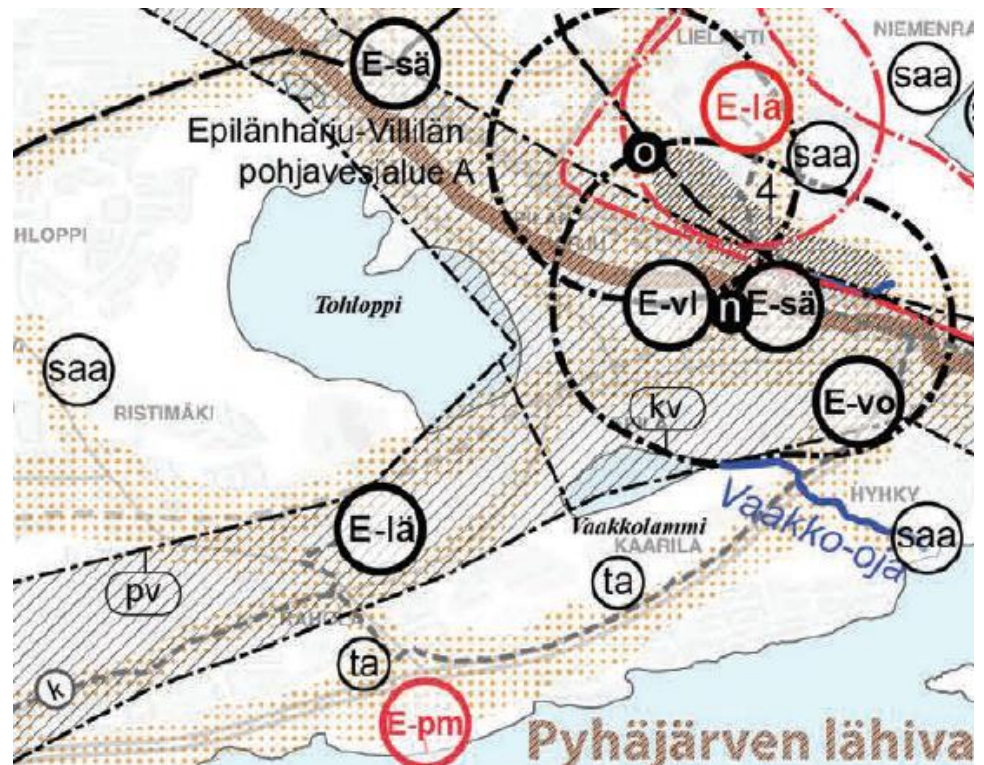 LIELAHTI
NIEMENRA
E-sä
saa
E-lä
Epilänharju-Villilän
pohjavesialue A
o
saa
4
HLOPPI
Tohloppi
E-vl
n
E-sä
saa
RISTIMÄKI
kv
E-vo
Vaakko-oja
HYHKY
E-lä
Vaakkolammi
KAARILA
saa
pv
ta
RAHOLA
ta
k
E-pm
Pyhäjärven lähiva